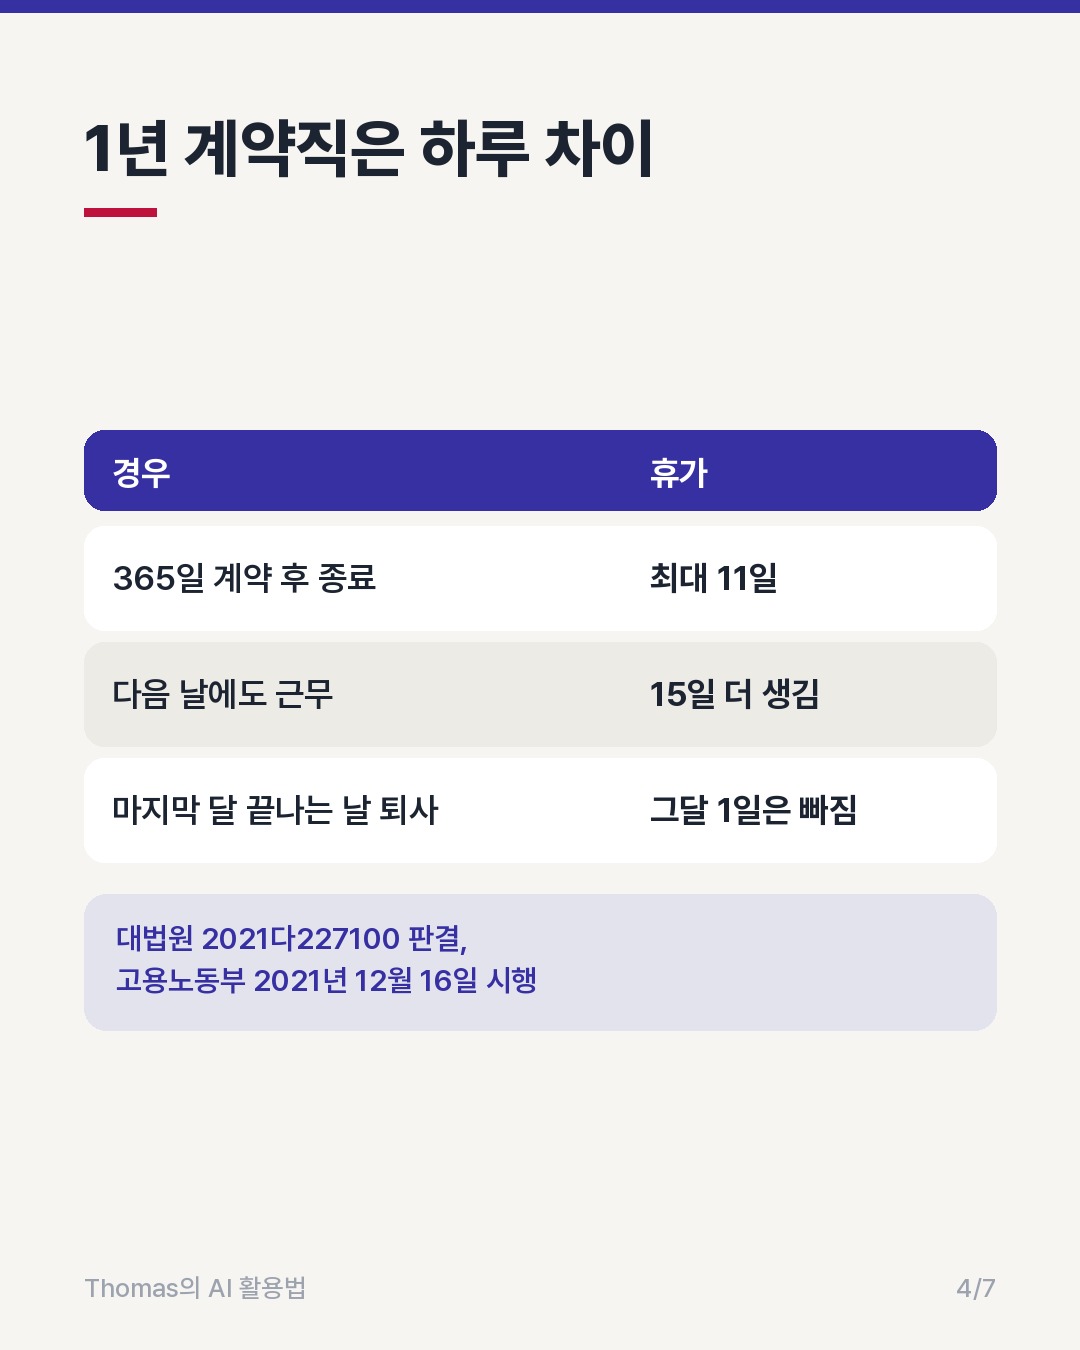 1년 계약직은 하루 차이
경우 휴가
365일 계약 후 종료 최대 11일
다음 날에도 근무 15일 더 생김
마지막 달 끝나는 날 퇴사 그달 1일은 빠짐
대법원 2021다227100 판결,
고용노동부 2021년 12월 16일 시행
Thomas의 AI 활용법 4/7